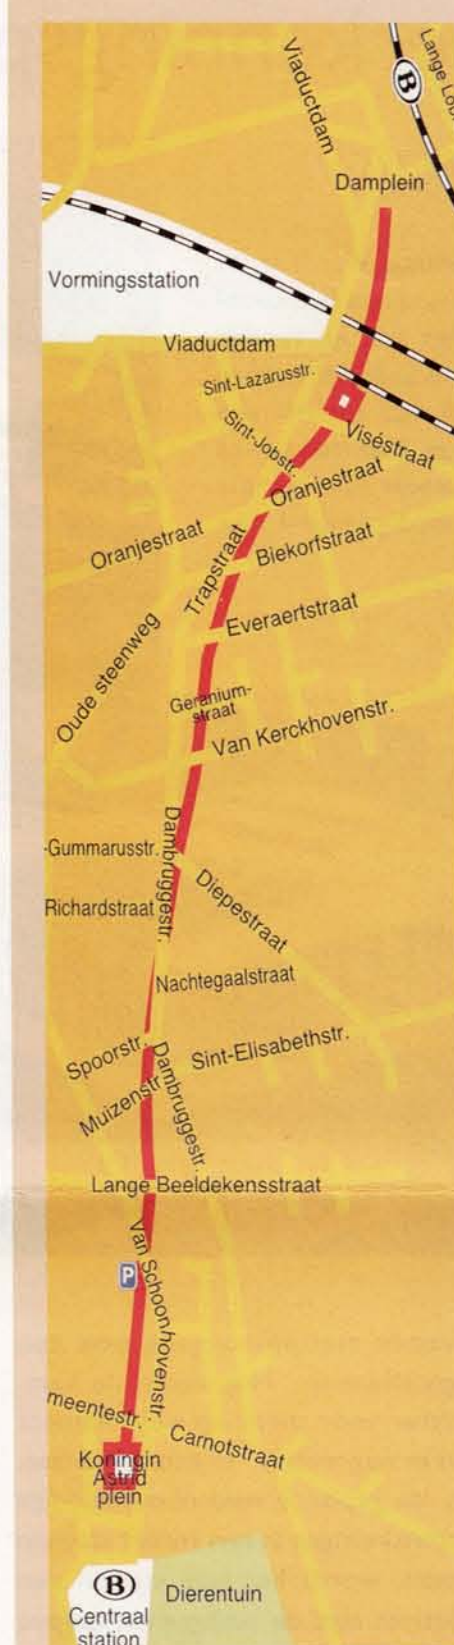 Viaductdam
B
Damplein
Vormingsstation
Viaductdam
Sint-Lazarusstr.
Sint-Jobstr.
Viséstraat
Oranjestraat
Oranjestraat
Trapstraat
Biekorfstraat
Everaertstraat
Oude steenweg
Geranium-
straat
Van Kerckhovenstr.
Dambruggestr.
-Gummarusstr.
Diepestraat
Richardstraat
Nachtegaalstraat
Spoorstr.
Dambruggestr.
Sint-Elisabethstr.
Muizenstr
Lange Beeldekensstraat
Van Schoonhovenstr.
P
meentestr.
Carnotstraat
Koningin
Astrid
plein
B
Centraal
station
Dierentuin